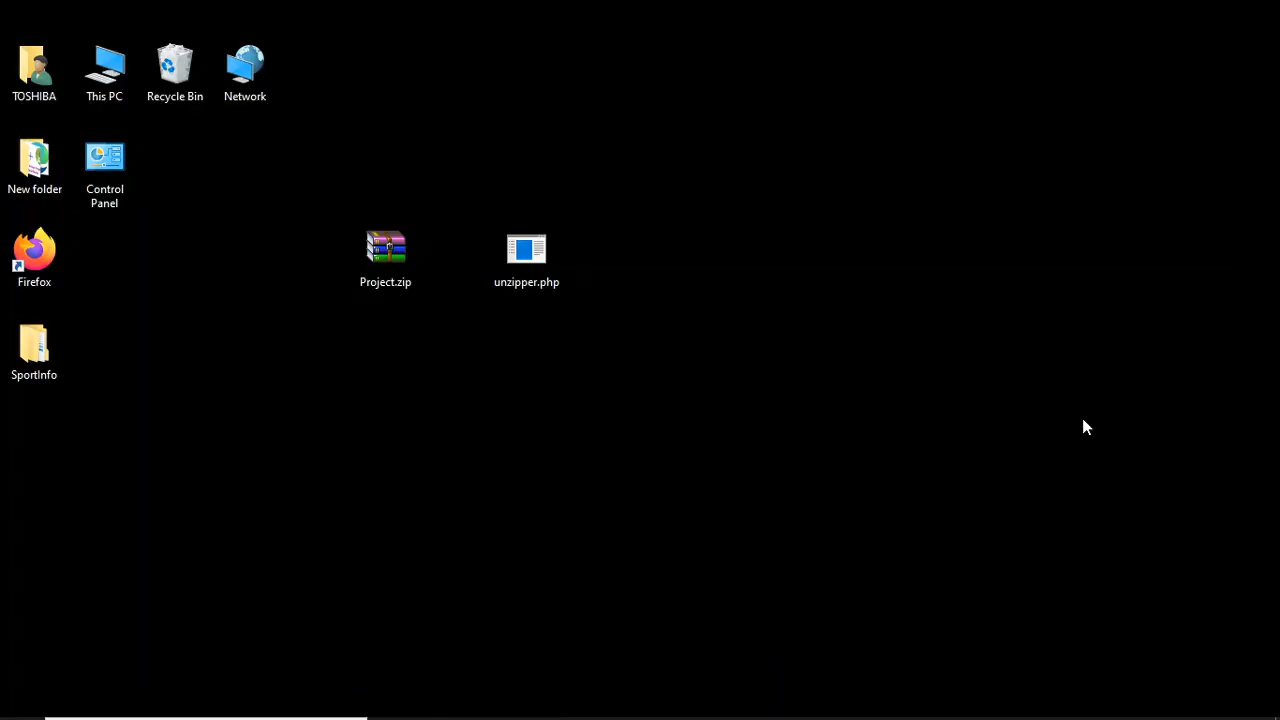 TOSHIBA
This PC
Recycle Bin
Network
New folder
Control
Panel
Firefox
Project.zip
unzipper.php
SportInfo